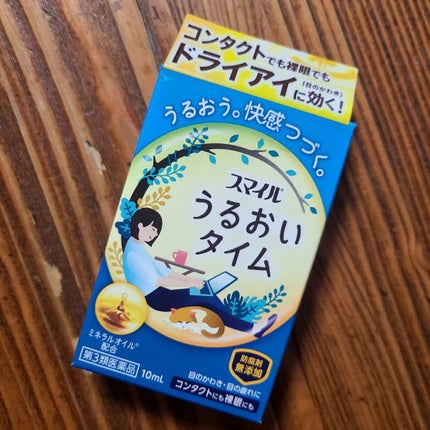 コンタクトでも裸眼でも
ドライアイ(目のかわき)に効く!
うるおう。快感つづく。
スマイル
うるおい
タイム
ミネラルオイル®
配合
第3類医薬品
10mL
防腐剤
無添加
目のかわき・目の疲れに
コンタクトにも裸眼にも